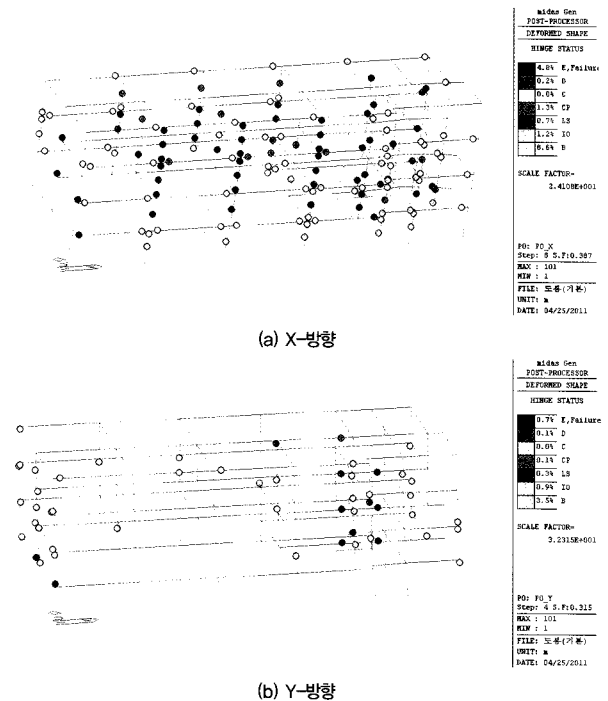 midas Gen
POST-PROCESSOR
DEFORMED SHAPE
HINGE STATUS
4.8% E,Failure
0.2% D
0.0% C
1.3% CP
0.7% LS
1.2% IO
8.6% B
SCALE FACTOR=
2.4108E+001
PO: PO_X
Step: 8 S.F:0.387
MAX : 101
MIN : 1
FILE: 도봉(기본)
UNIT: m
DATE: 04/25/2011
(a) X-방향
midas Gen
POST-PROCESSOR
DEFORMED SHAPE
HINGE STATUS
0.7% E,Failure
0.1% D
0.0% C
0.1% CP
0.3% LS
0.9% IO
3.5% B
SCALE FACTOR=
3.2315E+001
PO: PO_Y
Step: 4 S.F:0.315
MAX : 101
MIN : 1
FILE: 도봉(기본)
UNIT: m
DATE: 04/25/2011
(b) Y-방향